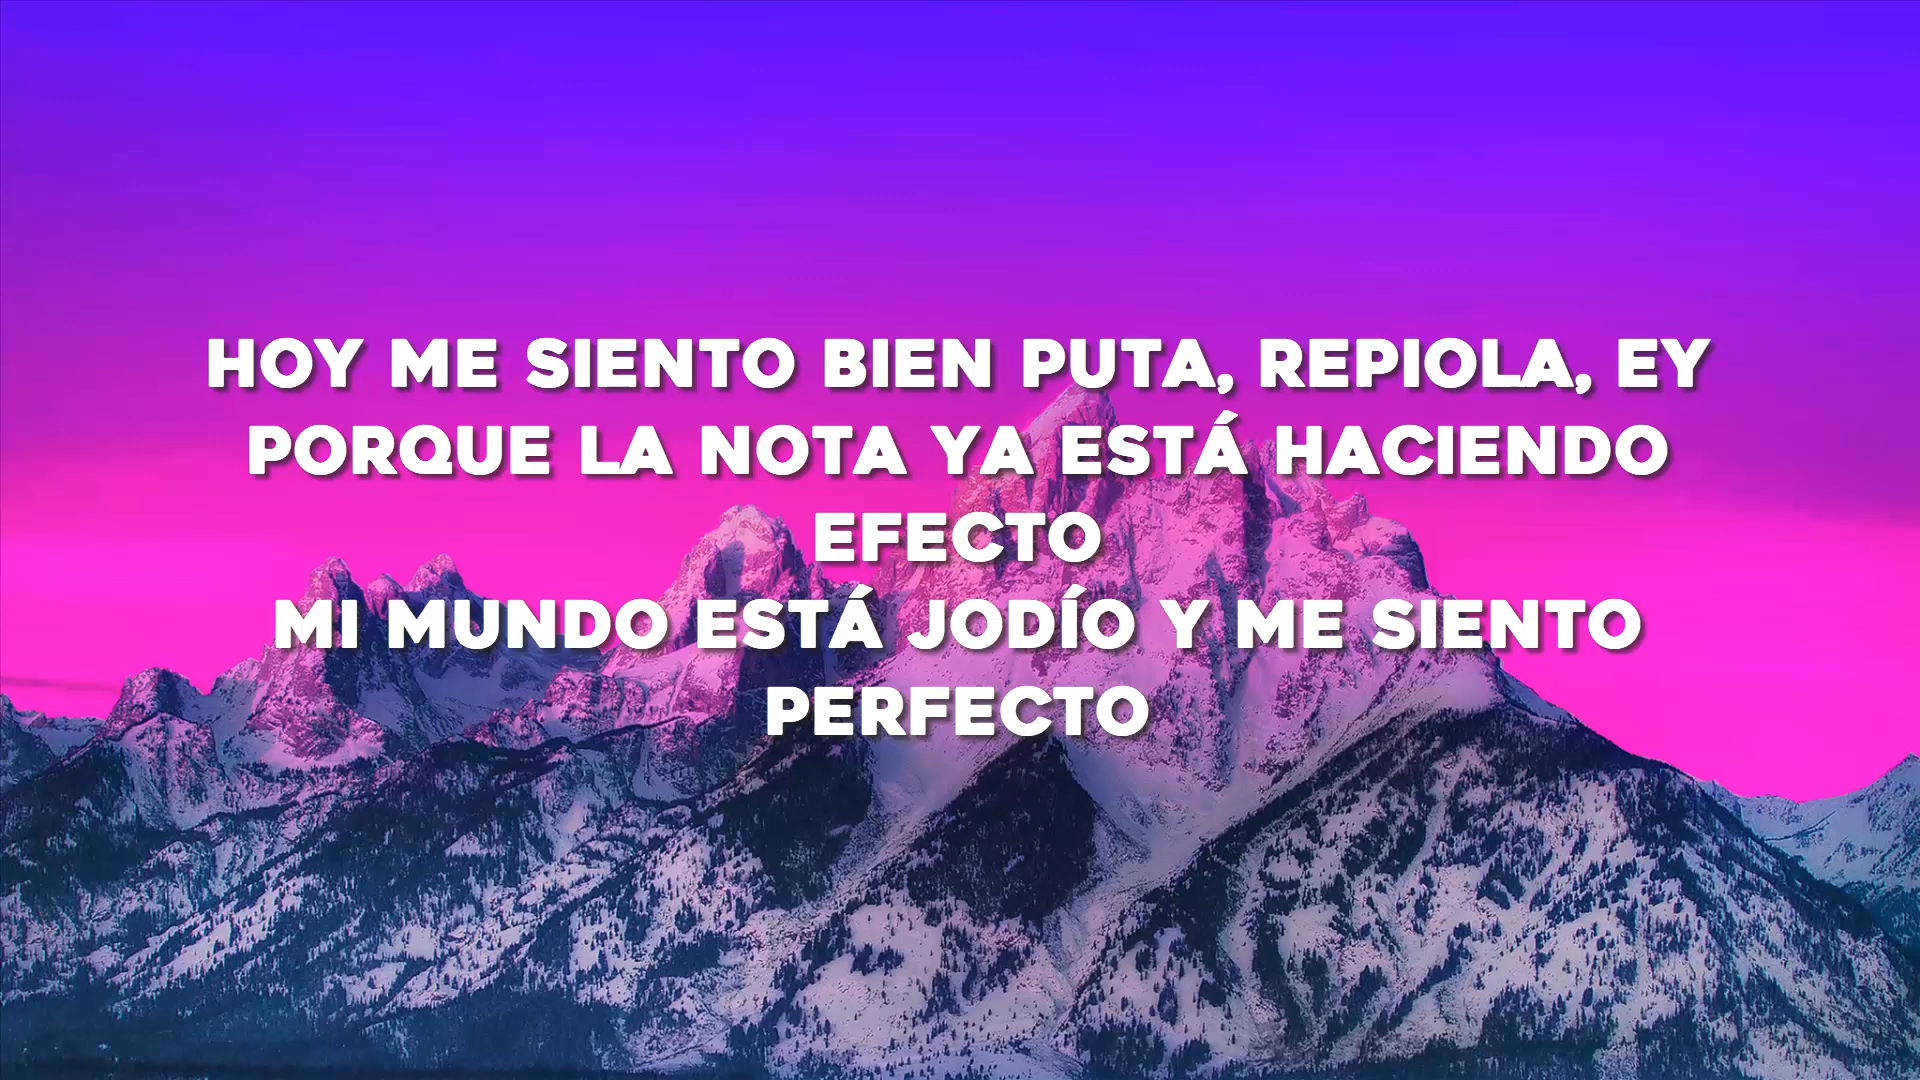 HOY ME SIENTO BIEN PUTA, REPIOLA, EY
PORQUE LA NOTA YA ESTÁ HACIENDO
EFECTO
MI MUNDO ESTÁ JODÍO Y ME SIENTO
PERFECTO